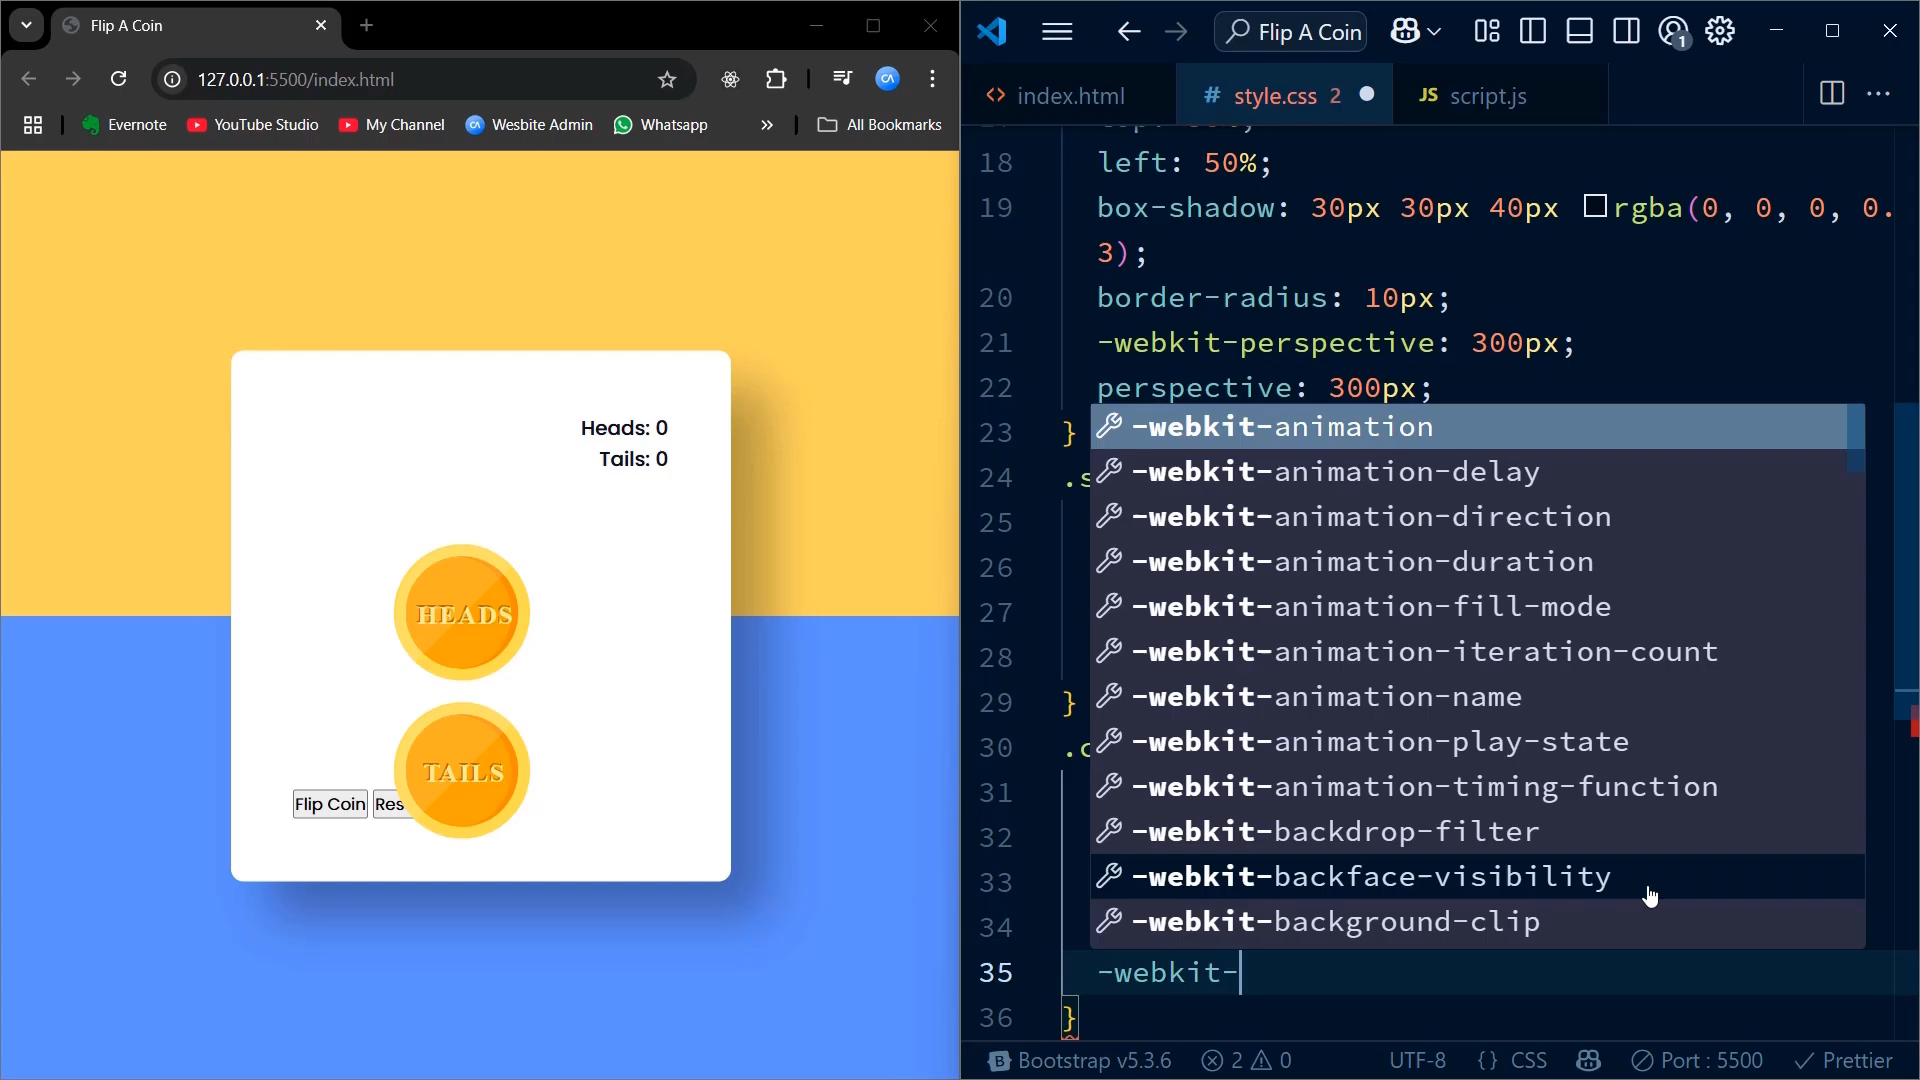 Flip A Coin
127.0.0.1:5500/index.html
Evernote
YouTube Studio
My Channel
Wesbite Admin
Whatsapp
All Bookmarks
Heads: 0
Tails: 0
HEADS
TAILS
Flip Coin
Res
Flip A Coin
1
index.html
# style.css 2
JS script.js
18 left: 50%;
19 box-shadow: 30px 30px 40px rgba(0, 0, 0, 0.
3);
20 border-radius: 10px;
21 -webkit-perspective: 300px;
22 perspective: 300px;
23 }
24 .s
25
26
27
28
29 }
30 .c
31
32
33
34
-webkit-animation
-webkit-animation-delay
-webkit-animation-direction
-webkit-animation-duration
-webkit-animation-fill-mode
-webkit-animation-iteration-count
-webkit-animation-name
-webkit-animation-play-state
-webkit-animation-timing-function
-webkit-backdrop-filter
-webkit-backface-visibility
-webkit-background-clip
35 -webkit-
36 }
Bootstrap v5.3.6
2
0
UTF-8
{} CSS
Port : 5500
Prettier